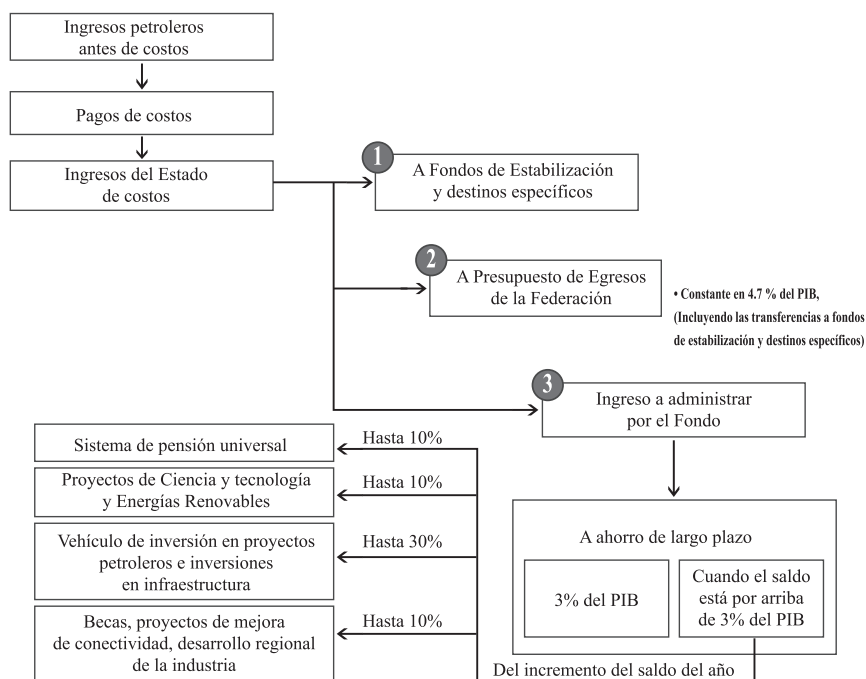 Ingresos petroleros
antes de costos
Pagos de costos
Ingresos del Estado
de costos
1
A Fondos de Estabilización
y destinos específicos
2
A Presupuesto de Egresos
de la Federación
• Constante en 4.7 % del PIB,
(Incluyendo las transferencias a fondos
de estabilización y destinos específicos)
3
Ingreso a administrar
por el Fondo
Sistema de pensión universal
Hasta 10%
Proyectos de Ciencia y tecnología
y Energías Renovables
Hasta 10%
Vehículo de inversión en proyectos
petroleros e inversiones
en infraestructura
Hasta 30%
Becas, proyectos de mejora
de conectividad, desarrollo regional
de la industria
Hasta 10%
A ahorro de largo plazo
3% del PIB
Cuando el saldo
está por arriba
de 3% del PIB
Del incremento del saldo del año